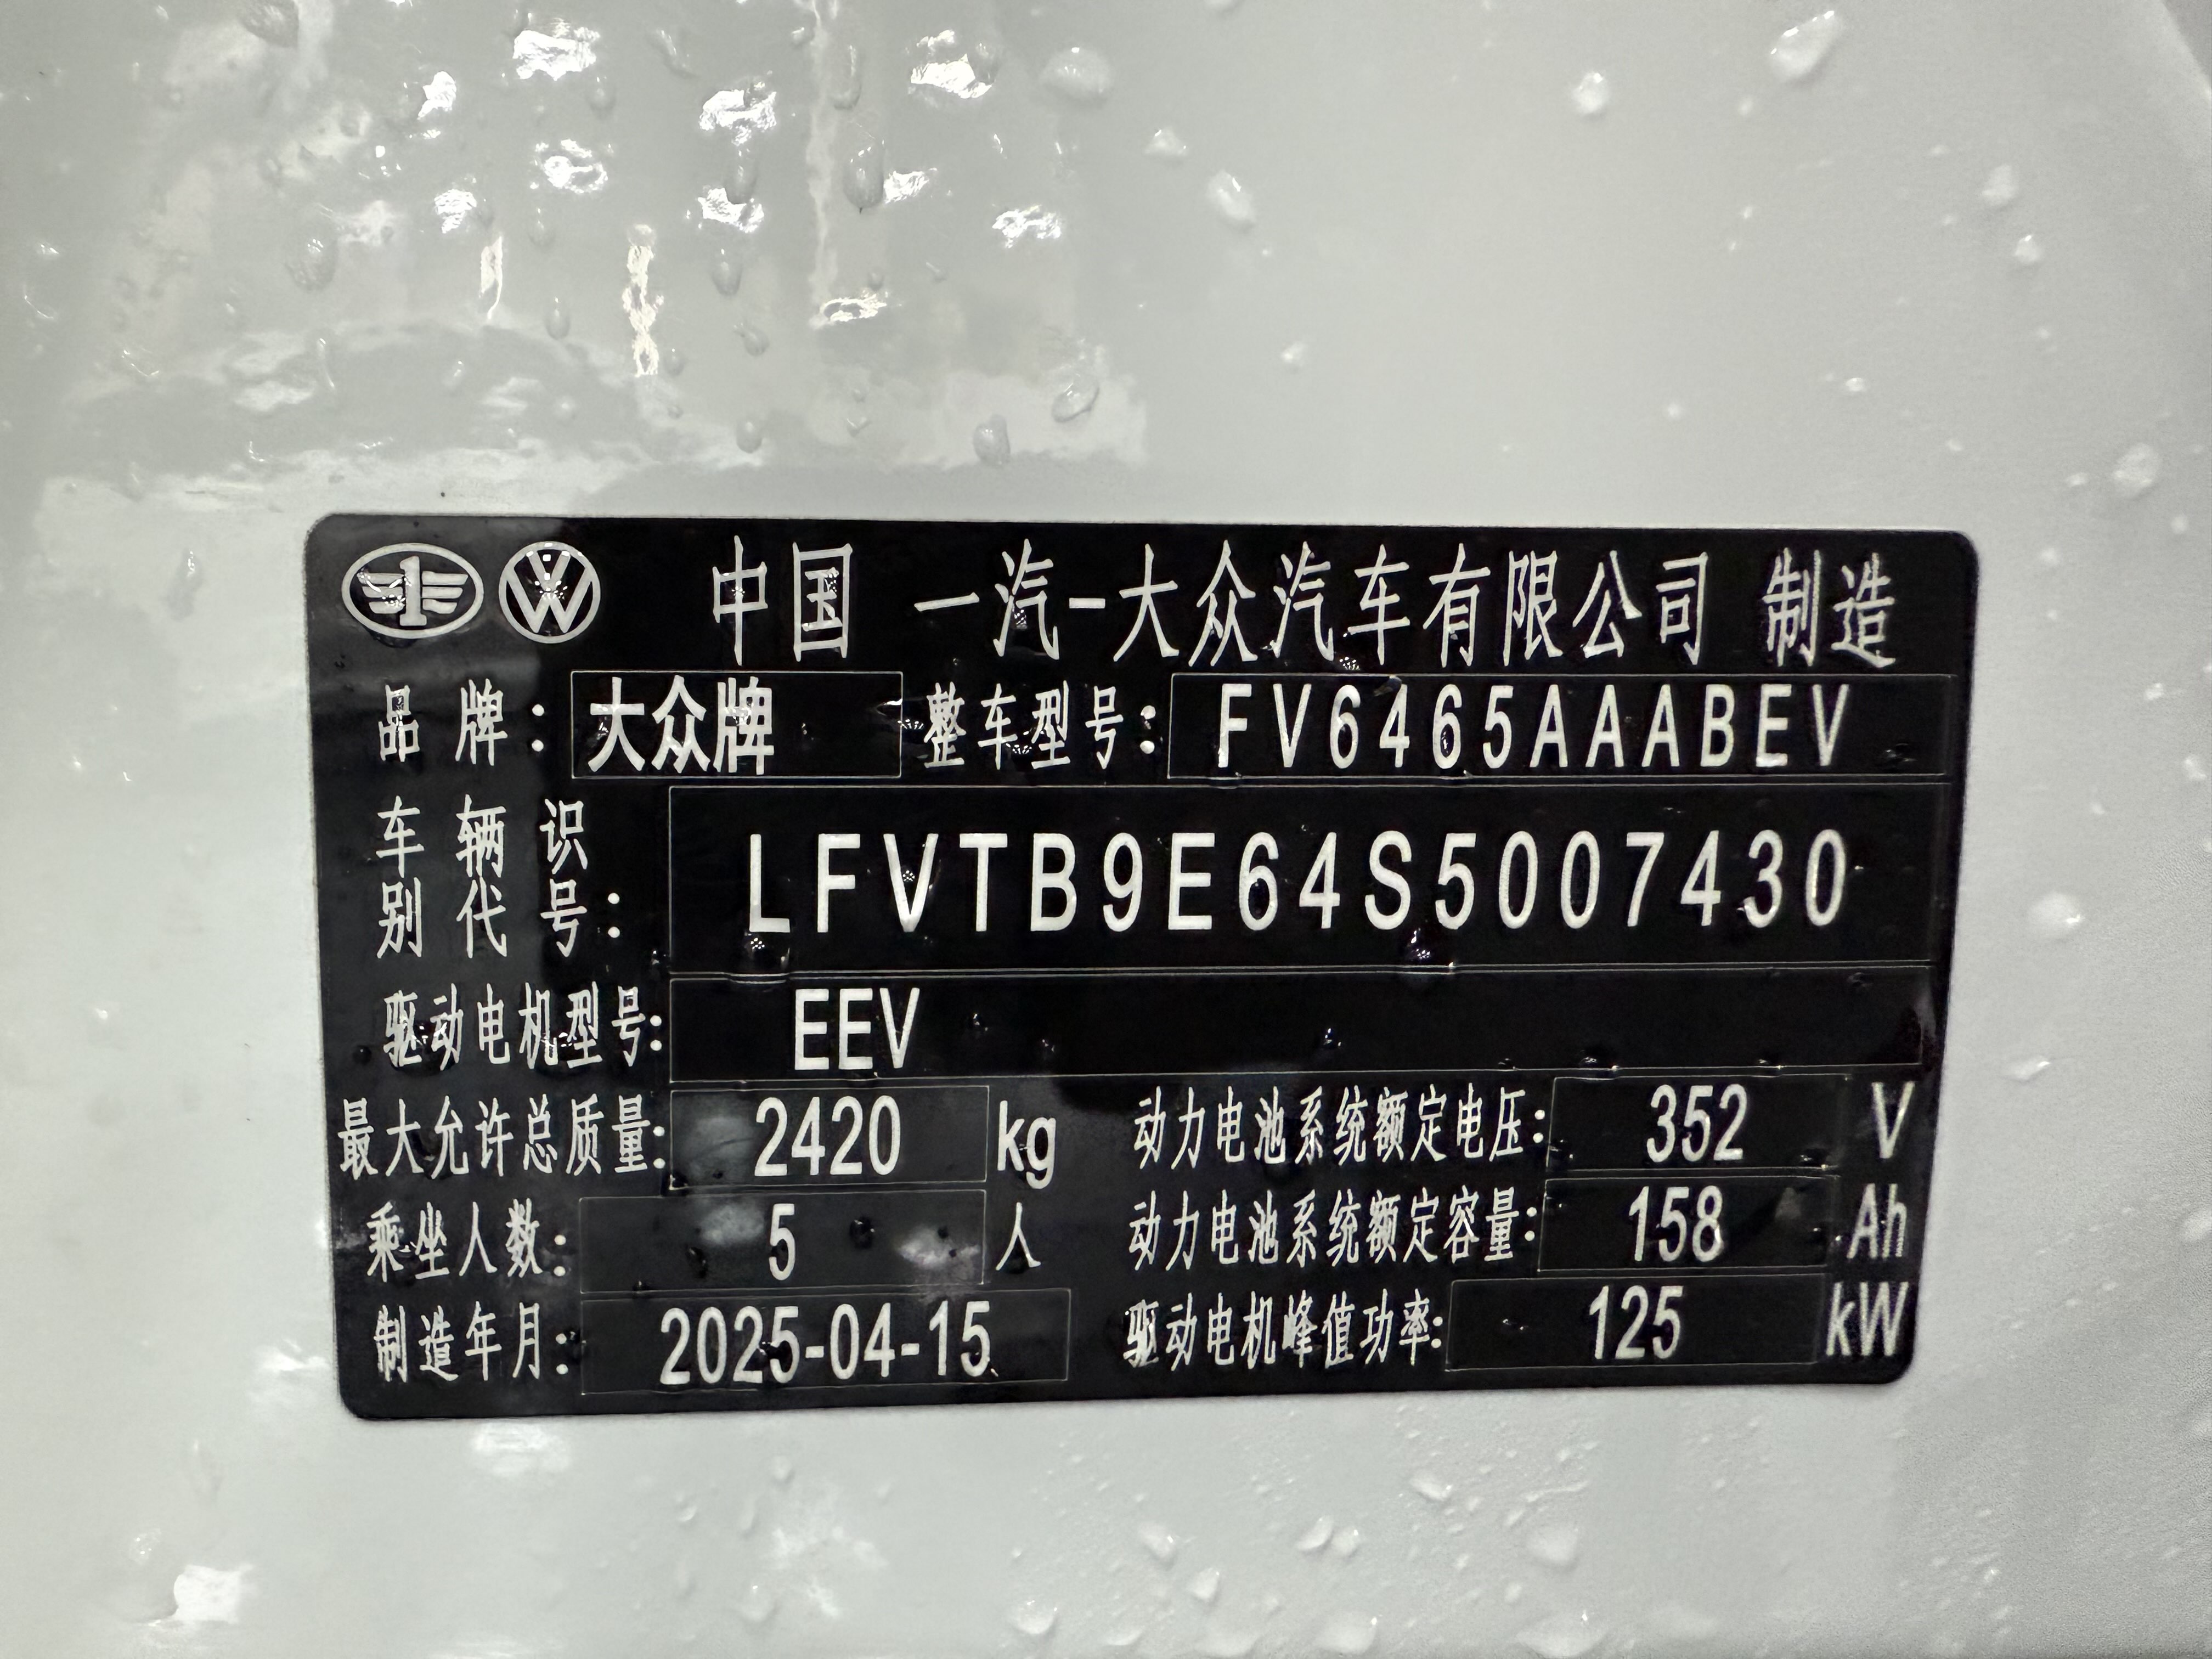 中国 一汽-大众汽车有限公司 制造
品牌: 大众牌 整车型号: FV6465AAABEV
车辆识别代号: LFVTB9E64S5007430
驱动电机型号: EEV
最大允许总质量: 2420 kg 动力电池系统额定电压: 352 V
乘坐人数: 5 人 动力电池系统额定容量: 158 Ah
制造年月: 2025-04-15 驱动电机峰值功率: 125 kW